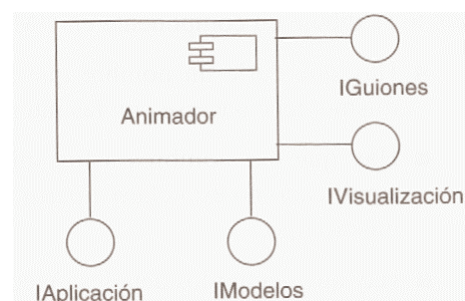 IGuiones
Animador
IVisualización
IAplicación
IModelos